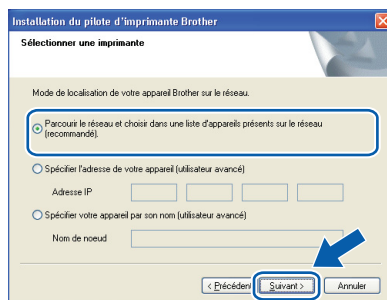 Installation du pilote d'imprimante Brother
Sélectionner une imprimante
Mode de localisation de votre appareil Brother sur le réseau.
Parcourir le réseau et choisir dans une liste d'appareils présents sur le réseau
(recommandé).
Spécifier l'adresse de votre appareil (utilisateur avancé)
Adresse IP
Spécifier votre appareil par son nom (utilisateur avancé)
Nom de noeud
< Précédent
Suivant >
Annuler